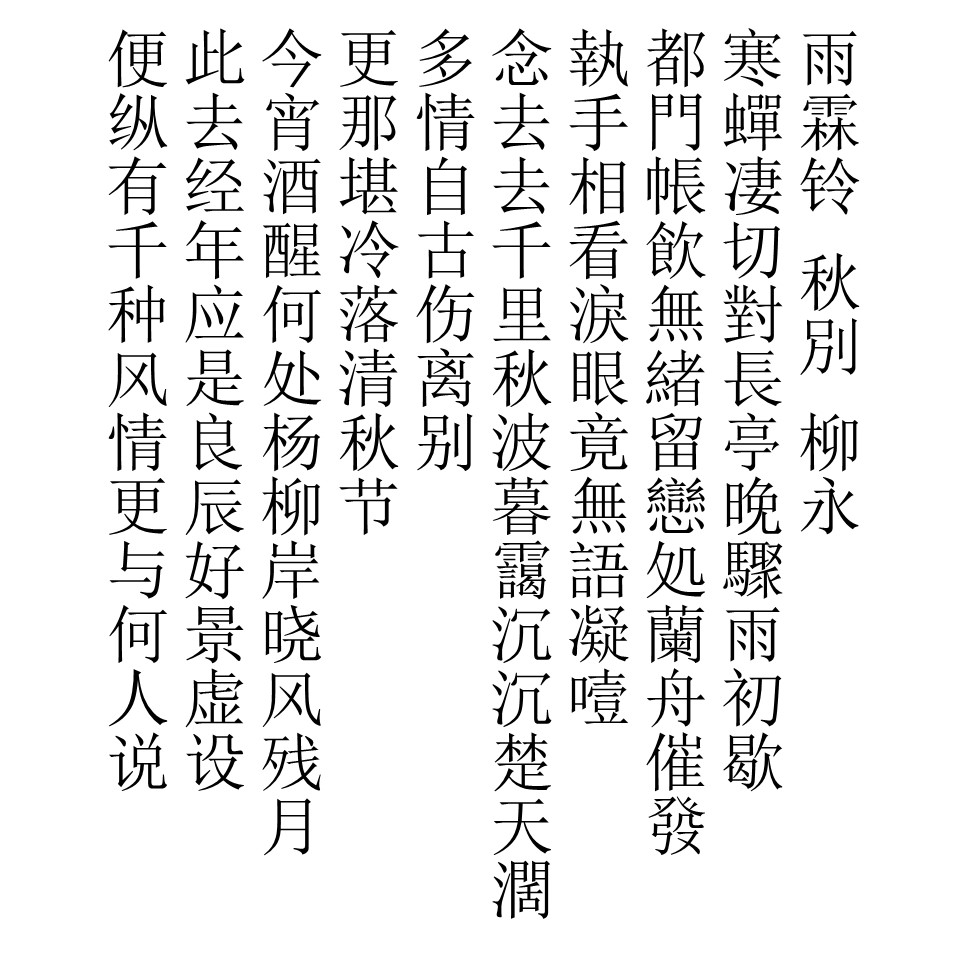 雨霖铃 秋別 柳永
寒蟬凄切對長亭晚驟雨初歇
都門帳飲無緒留戀処蘭舟催發
執手相看淚眼竟無語凝噎
念去去千里秋波暮靄沉沉楚天濶
多情自古伤离别
更那堪冷落清秋节
今宵酒醒何处杨柳岸晓风残月
此去经年应是良辰好景虚设
便纵有千种风情更与何人说